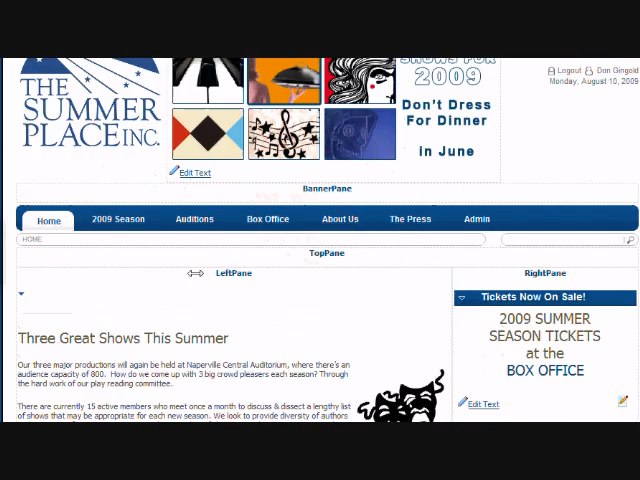 SHOWS FOR
2009
Don't Dress
For Dinner
in June
THE
SUMMER
PLACE INC.
Logout Don Gingold
Monday, August 10, 2009
Edit Text
BannerPane
Home 2009 Season Auditions Box Office About Us The Press Admin
HOME
TopPane
LeftPane
RightPane
Tickets Now On Sale!
2009 SUMMER
SEASON TICKETS
at the
BOX OFFICE
Edit Text
Three Great Shows This Summer
Our three major productions will again be held at Naperville Central Auditorium, where there's an
audience capacity of 800. How do we come up with 3 big crowd pleasers each season? Through
the hard work of our play reading committee.
There are currently 15 active members who meet once a month to discuss & dissect a lengthy list
of shows that may be appropriate for each new season. We look to provide diversity of authors